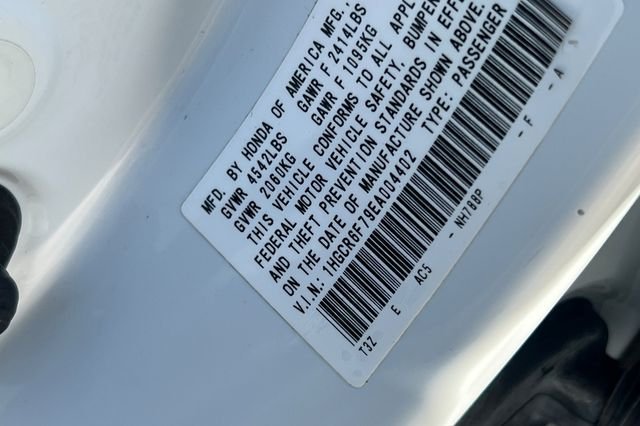 MFD. BY HONDA OF AMERICA MFG.,
GVWR 4542LBS GAWR F 2414LBS
GVWR 2060KG GAWR F 1095KG
THIS VEHICLE CONFORMS TO ALL APPL
FEDERAL MOTOR VEHICLE SAFETY, BUMPE
AND THEFT PREVENTION STANDARDS IN EFF
ON THE DATE OF MANUFACTURE SHOWN ABOVE.
V.I.N.: 1HGCR6F79EA004402 TYPE: PASSENGER
T3Z E AC5 - NH788P - F - A